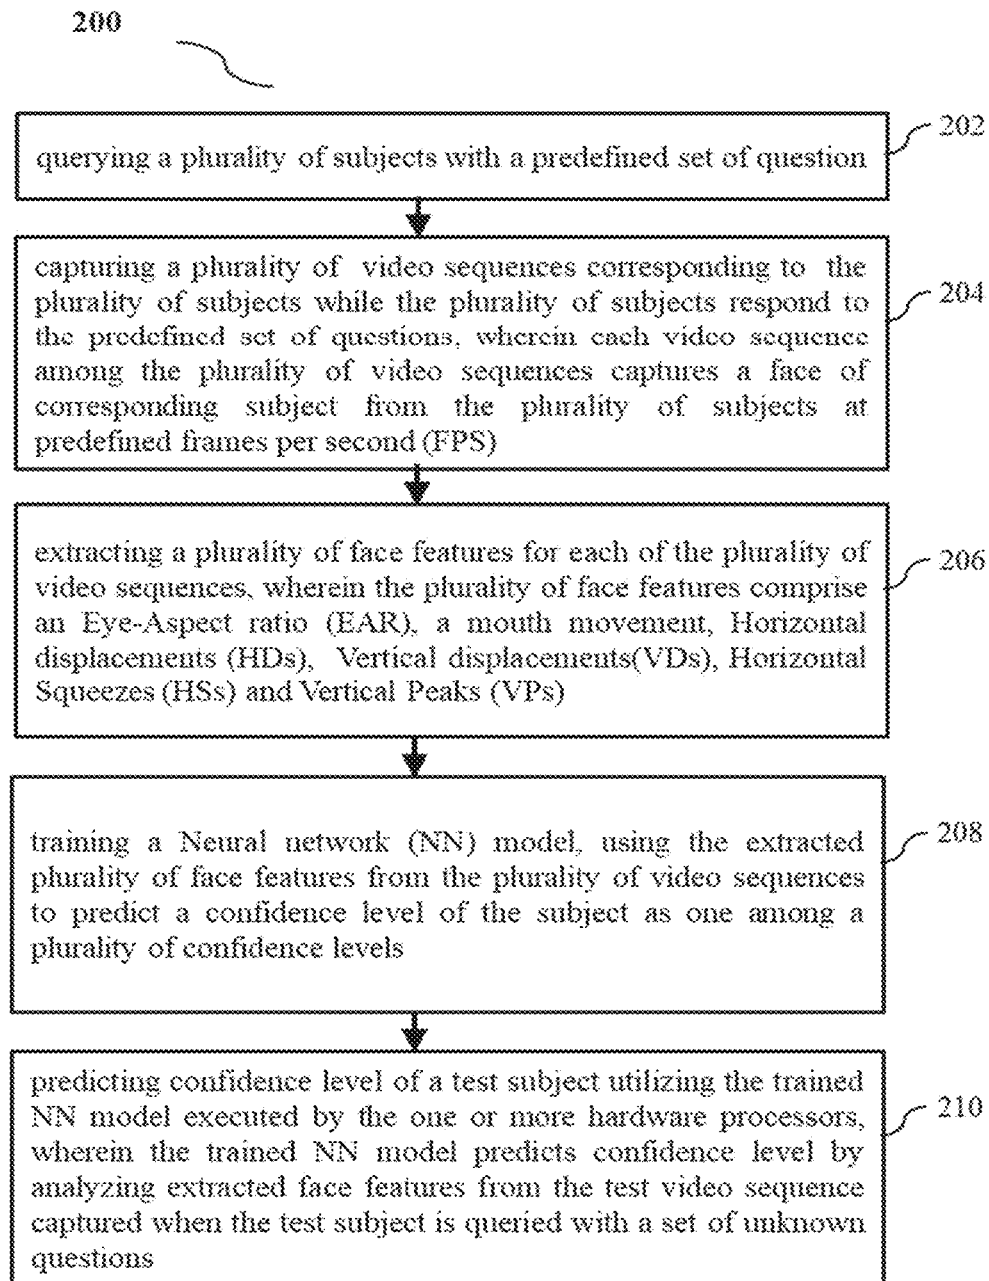 200
querying a plurality of subjects with a predefined set of question
202
capturing a plurality of video sequences corresponding to the
plurality of subjects while the plurality of subjects respond to
the predefined set of questions, wherein each video sequence
among the plurality of video sequences captures a face of
corresponding subject from the plurality of subjects at
predefined frames per second (FPS)
204
extracting a plurality of face features for each of the plurality of
video sequences, wherein the plurality of face features comprise
an Eye-Aspect ratio (EAR), a mouth movement, Horizontal
displacements (HDs), Vertical displacements(VDs), Horizontal
Squeezes (HSs) and Vertical Peaks (VPs)
206
training a Neural network (NN) model, using the extracted
plurality of face features from the plurality of video sequences
to predict a confidence level of the subject as one among a
plurality of confidence levels
208
predicting confidence level of a test subject utilizing the trained
NN model executed by the one or more hardware processors,
wherein the trained NN model predicts confidence level by
analyzing extracted face features from the test video sequence
captured when the test subject is queried with a set of unknown
questions
210